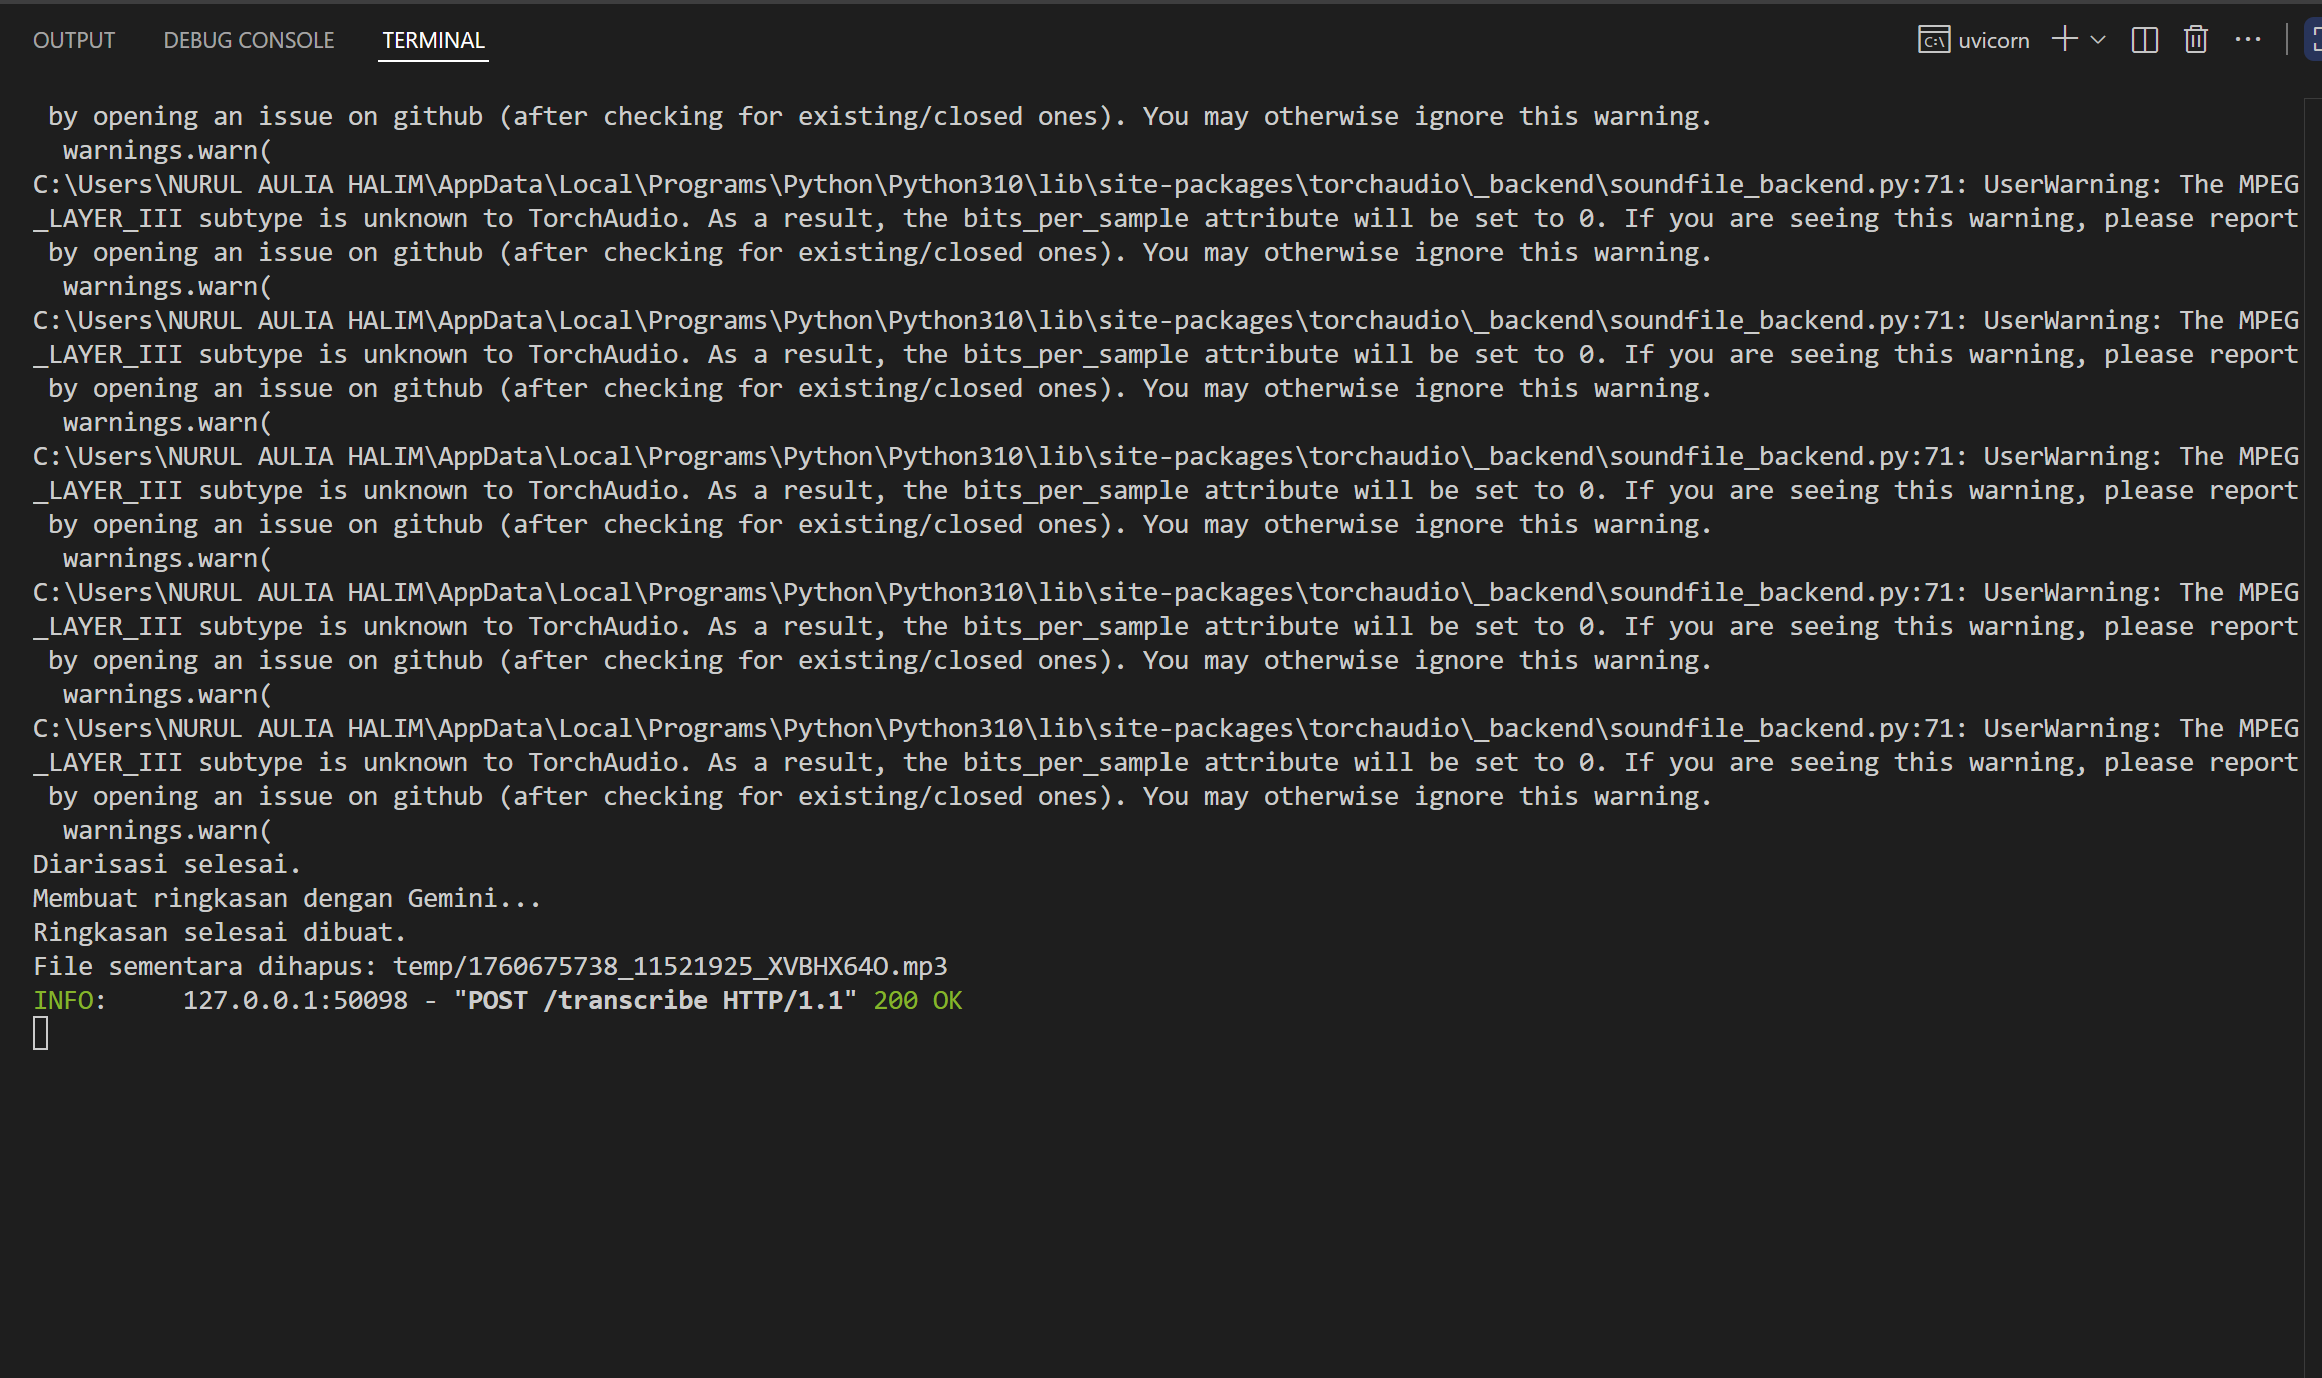 OUTPUT DEBUG CONSOLE TERMINAL uvicorn
by opening an issue on github (after checking for existing/closed ones). You may otherwise ignore this warning.
warnings.warn(
C:\Users\NURUL AULIA HALIM\AppData\Local\Programs\Python\Python310\lib\site-packages\torchaudio\_backend\soundfile_backend.py:71: UserWarning: The MPEG
_LAYER_III subtype is unknown to TorchAudio. As a result, the bits_per_sample attribute will be set to 0. If you are seeing this warning, please report
by opening an issue on github (after checking for existing/closed ones). You may otherwise ignore this warning.
warnings.warn(
C:\Users\NURUL AULIA HALIM\AppData\Local\Programs\Python\Python310\lib\site-packages\torchaudio\_backend\soundfile_backend.py:71: UserWarning: The MPEG
_LAYER_III subtype is unknown to TorchAudio. As a result, the bits_per_sample attribute will be set to 0. If you are seeing this warning, please report
by opening an issue on github (after checking for existing/closed ones). You may otherwise ignore this warning.
warnings.warn(
C:\Users\NURUL AULIA HALIM\AppData\Local\Programs\Python\Python310\lib\site-packages\torchaudio\_backend\soundfile_backend.py:71: UserWarning: The MPEG
_LAYER_III subtype is unknown to TorchAudio. As a result, the bits_per_sample attribute will be set to 0. If you are seeing this warning, please report
by opening an issue on github (after checking for existing/closed ones). You may otherwise ignore this warning.
warnings.warn(
C:\Users\NURUL AULIA HALIM\AppData\Local\Programs\Python\Python310\lib\site-packages\torchaudio\_backend\soundfile_backend.py:71: UserWarning: The MPEG
_LAYER_III subtype is unknown to TorchAudio. As a result, the bits_per_sample attribute will be set to 0. If you are seeing this warning, please report
by opening an issue on github (after checking for existing/closed ones). You may otherwise ignore this warning.
warnings.warn(
C:\Users\NURUL AULIA HALIM\AppData\Local\Programs\Python\Python310\lib\site-packages\torchaudio\_backend\soundfile_backend.py:71: UserWarning: The MPEG
_LAYER_III subtype is unknown to TorchAudio. As a result, the bits_per_sample attribute will be set to 0. If you are seeing this warning, please report
by opening an issue on github (after checking for existing/closed ones). You may otherwise ignore this warning.
warnings.warn(
Diarisasi selesai.
Membuat ringkasan dengan Gemini...
Ringkasan selesai dibuat.
File sementara dihapus: temp/1760675738_11521925_XVBHX64O.mp3
INFO: 127.0.0.1:50098 - "POST /transcribe HTTP/1.1" 200 OK